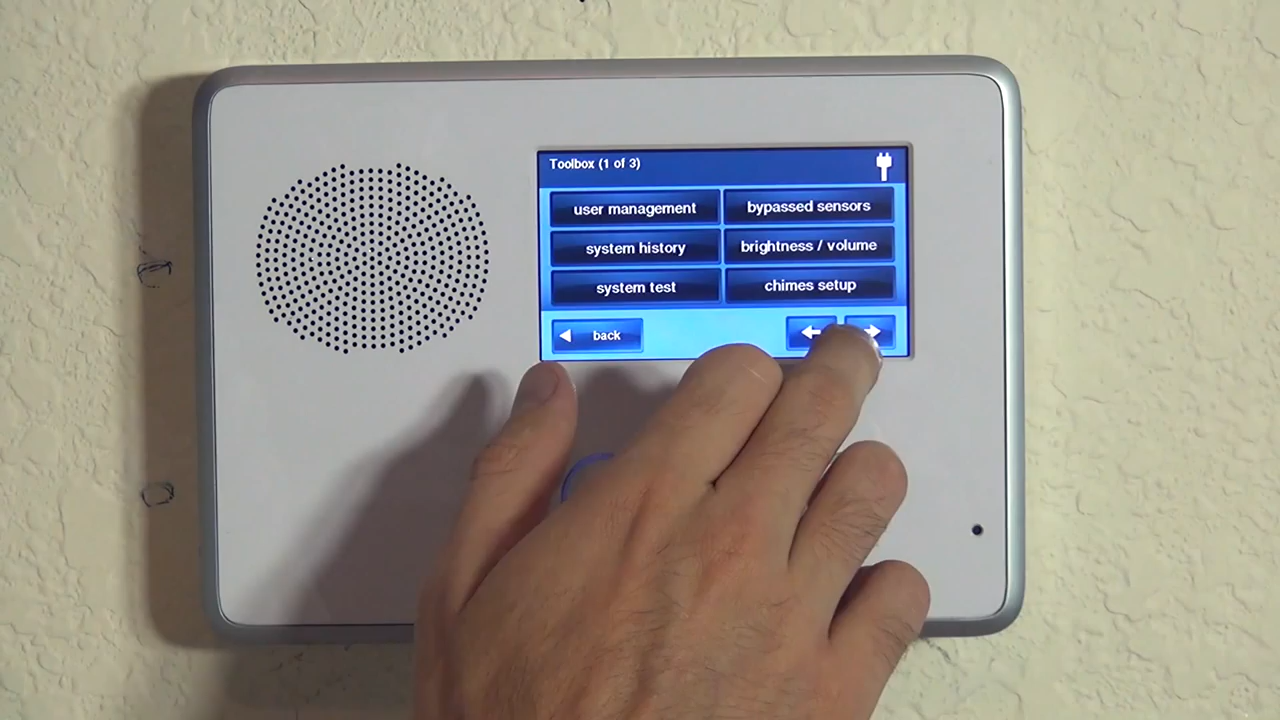 Toolbox (1 of 3)
user management
bypassed sensors
system history
brightness / volume
system test
chimes setup
back